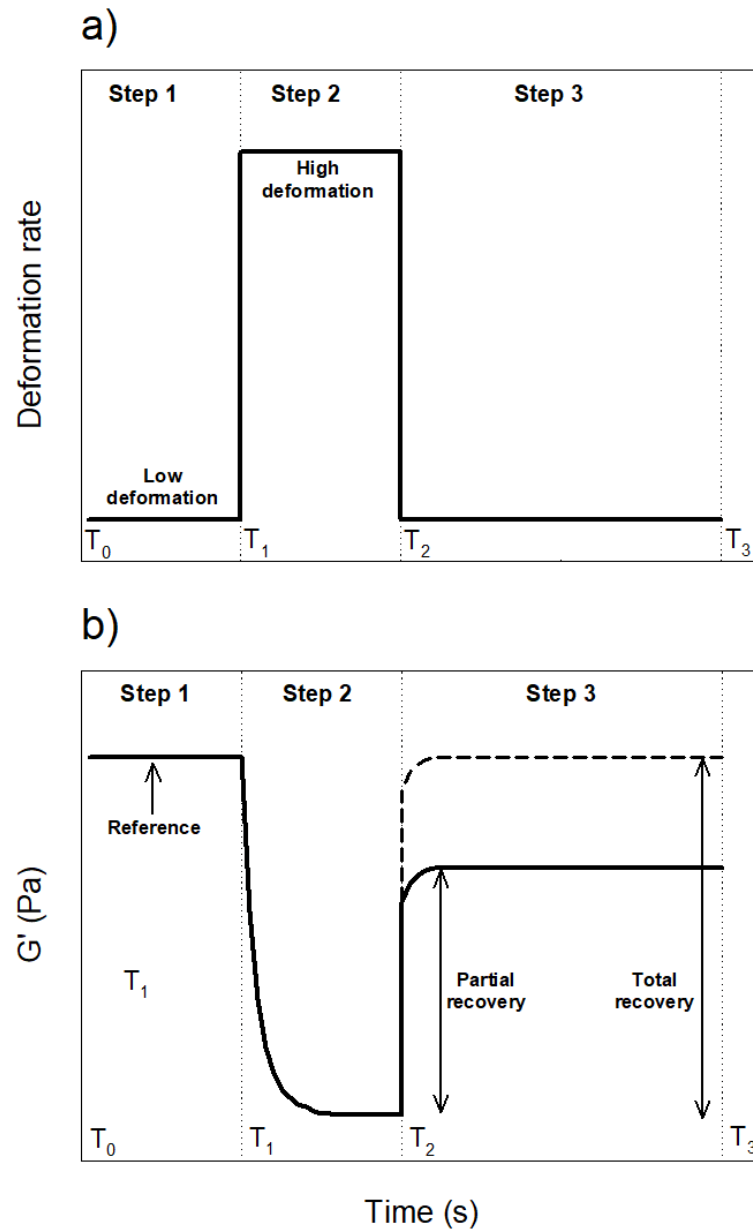 a)
Step 1 Step 2 Step 3
High
deformation
Deformation rate
Low
deformation
T0 T1 T2 T3
b)
Step 1 Step 2 Step 3
Reference
G' (Pa)
T1
Partial
recovery
Total
recovery
T0 T1 T2 T3
Time (s)